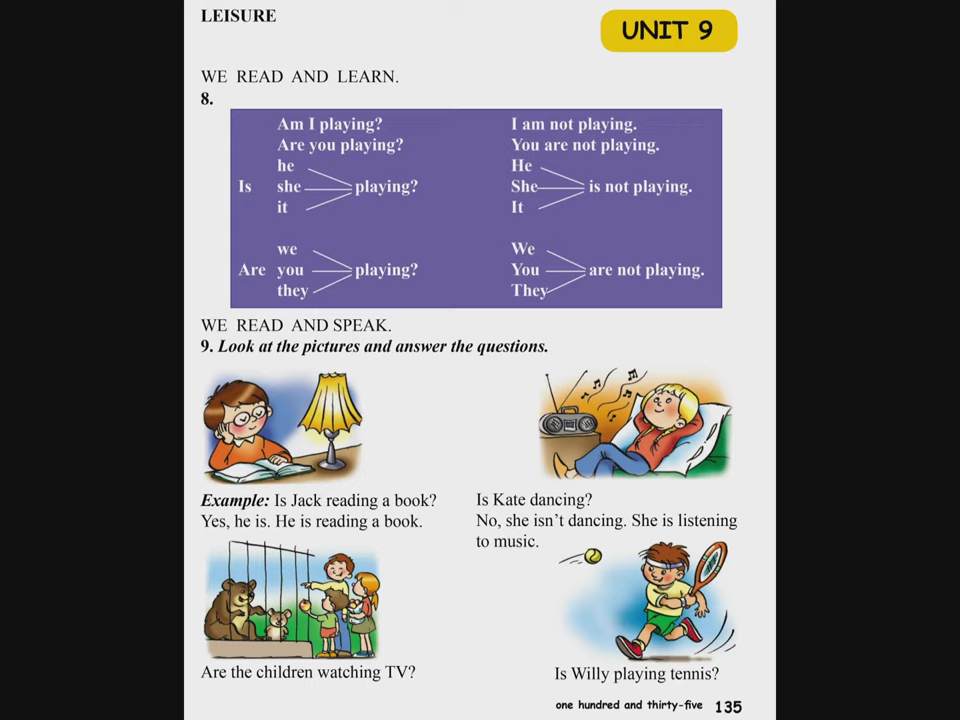 LEISURE
UNIT 9
WE READ AND LEARN.
8.
Am I playing?
Are you playing?
he
Is she playing?
it
we
Are you playing?
they
I am not playing.
You are not playing.
He
She is not playing.
It
We
You are not playing.
They
WE READ AND SPEAK.
9. Look at the pictures and answer the questions.
Example: Is Jack reading a book?
Yes, he is. He is reading a book.
Is Kate dancing?
No, she isn't dancing. She is listening
to music.
Are the children watching TV?
Is Willy playing tennis?
one hundred and thirty-five 135